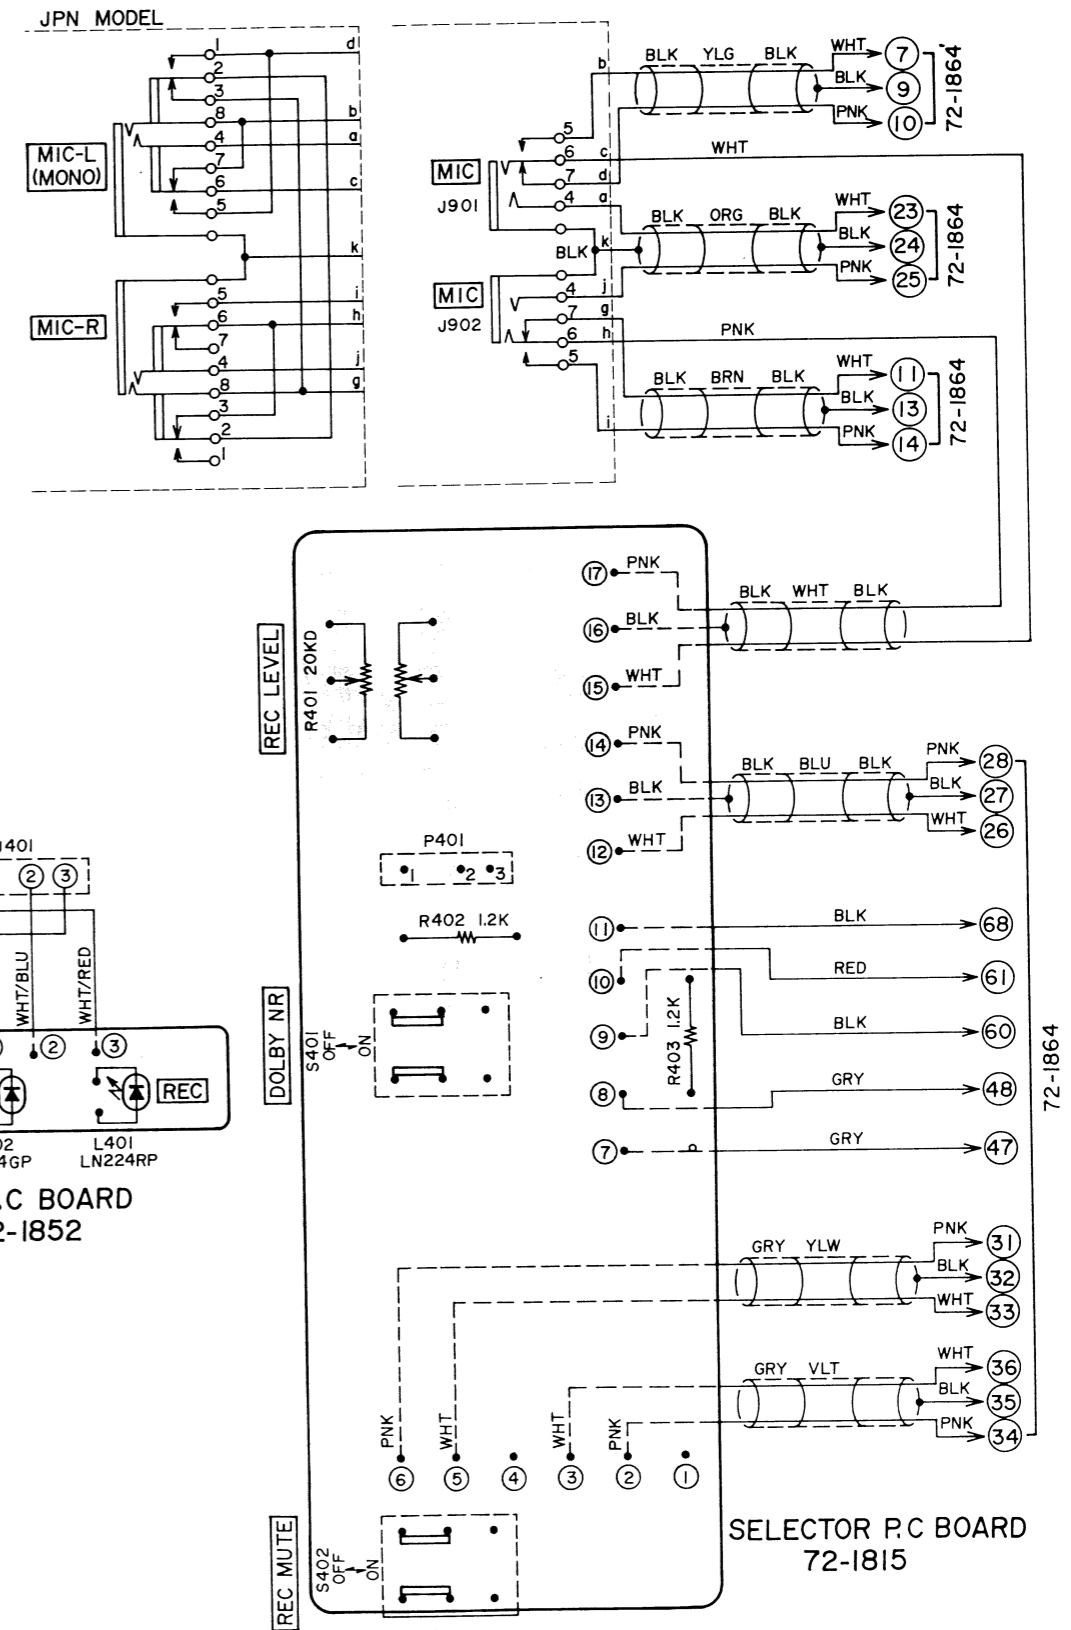 JPN MODEL
1
d
2
3
8
b
4
a
7
6
c
5
k
5
i
6
h
7
4
j
8
g
3
2
1
MIC-L
(MONO)
MIC-R
b
5
6
c
7
d
4
a
BLK
k
4
j
7
g
6
h
5
i
MIC
J901
MIC
J902
BLK YLG BLK
WHT 7
BLK 9
PNK 10
72-1864
WHT
BLK ORG BLK
WHT 23
BLK 24
PNK 25
72-1864
PNK
BLK BRN BLK
WHT 11
BLK 13
PNK 14
72-1864
17 PNK
16 BLK
15 WHT
BLK WHT BLK
14 PNK
13 BLK
12 WHT
BLK BLU BLK
PNK 28
BLK 27
WHT 26
REC LEVEL
R401 20KD
P401
1 2 3
R402 1.2K
11 BLK 68
10 RED 61
9 BLK 60
8 GRY 48
7 GRY 47
R403 1.2K
72-1864
DOLBY NR
S401
OFF
ON
401
2 3
WHT/BLU
WHT/RED
2 3
REC
02
4GP
L401
LN224RP
.C BOARD
2-1852
GRY YLW
PNK 31
BLK 32
WHT 33
GRY VLT
WHT 36
BLK 35
PNK 34
PNK
WHT
WHT
PNK
6 5 4 3 2 1
REC MUTE
S402
OFF
ON
SELECTOR P.C BOARD
72-1815